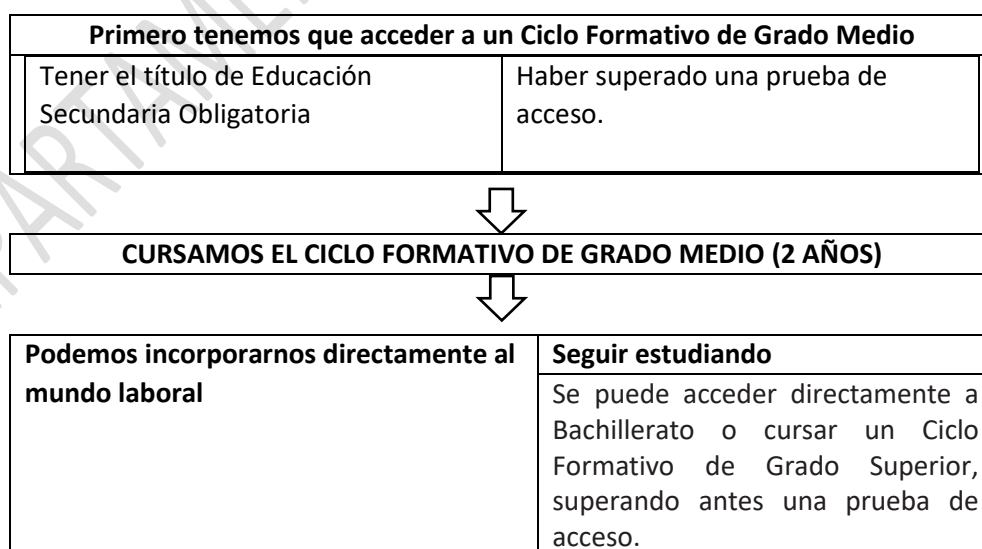 Primero tenemos que acceder a un Ciclo Formativo de Grado Medio
Tener el título de Educación
Secundaria Obligatoria
Haber superado una prueba de
acceso.
CURSAMOS EL CICLO FORMATIVO DE GRADO MEDIO (2 AÑOS)
Podemos incorporarnos directamente al
mundo laboral
Seguir estudiando
Se puede acceder directamente a
Bachillerato o cursar un Ciclo
Formativo de Grado Superior,
superando antes una prueba de
acceso.